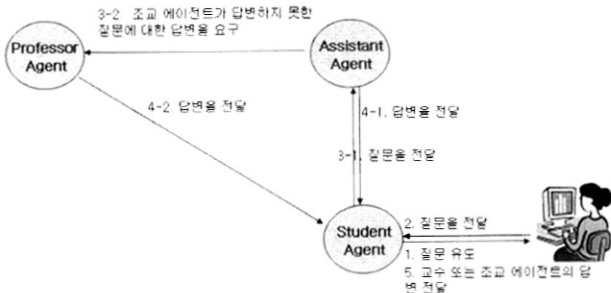 3-2. 조교 에이전트가 답변하지 못한
질문에 대한 답변을 요구
Professor
Agent
Assistant
Agent
4-2 답변을 전달
4-1. 답변을 전달
3-1. 질문을 전달
Student
Agent
2. 질문을 전달
1. 질문 유도
5. 교수 또는 조교 에이전트의 답
변 전달